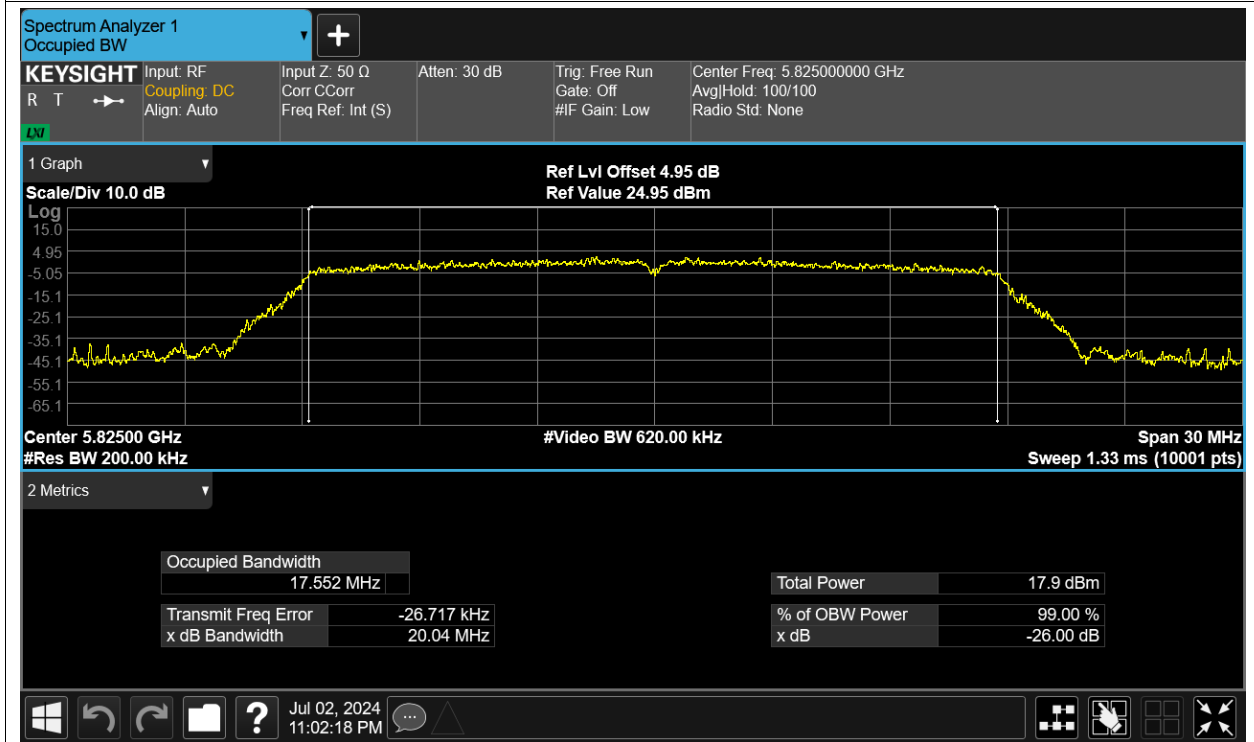 Spectrum Analyzer 1
Occupied BW
+
KEYSIGHT
R T
LXI
Input: RF
Coupling: DC
Align: Auto
Input Z: 50 Ω
Corr CCorr
Freq Ref: Int (S)
Atten: 30 dB
Trig: Free Run
Gate: Off
#IF Gain: Low
Center Freq: 5.825000000 GHz
Avg|Hold: 100/100
Radio Std: None
1 Graph
Scale/Div 10.0 dB
Ref Lvl Offset 4.95 dB
Ref Value 24.95 dBm
Log
15.0
4.95
-5.05
-15.1
-25.1
-35.1
-45.1
-55.1
-65.1
Center 5.82500 GHz
#Res BW 200.00 kHz
#Video BW 620.00 kHz
Span 30 MHz
Sweep 1.33 ms (10001 pts)
2 Metrics
Occupied Bandwidth
17.552 MHz
Transmit Freq Error -26.717 kHz
x dB Bandwidth 20.04 MHz
Total Power 17.9 dBm
% of OBW Power 99.00 %
x dB -26.00 dB
?
Jul 02, 2024
11:02:18 PM